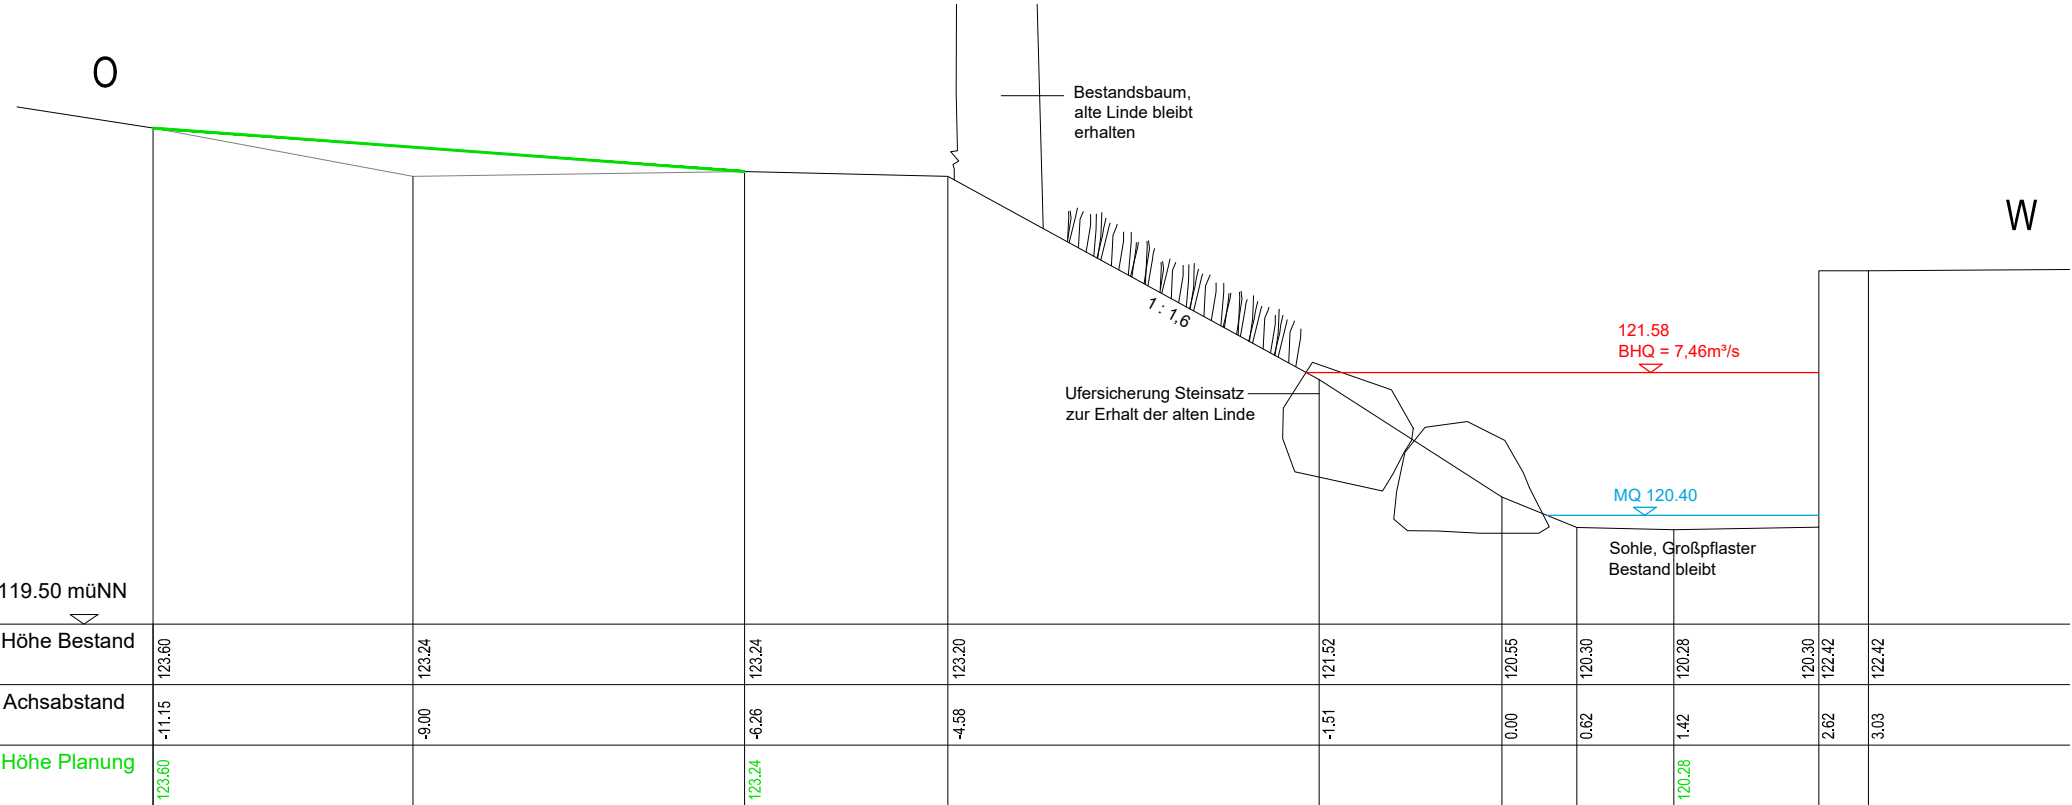 O
Bestandsbaum,
alte Linde bleibt
erhalten
W
1 : 1,6
121.58
BHQ = 7,46m³/s
Ufersicherung Steinsatz
zur Erhalt der alten Linde
MQ 120.40
Sohle, Großpflaster
Bestand bleibt
119.50 müNN
Höhe Bestand 123.60 123.24 123.24 123.20 121.52 120.55 120.30 120.28 120.30 122.42 122.42
Achsabstand -11.15 -9.00 -6.26 -4.58 -1.51 0.00 0.62 1.42 2.62 3.03
Höhe Planung 123.60 123.24 120.28